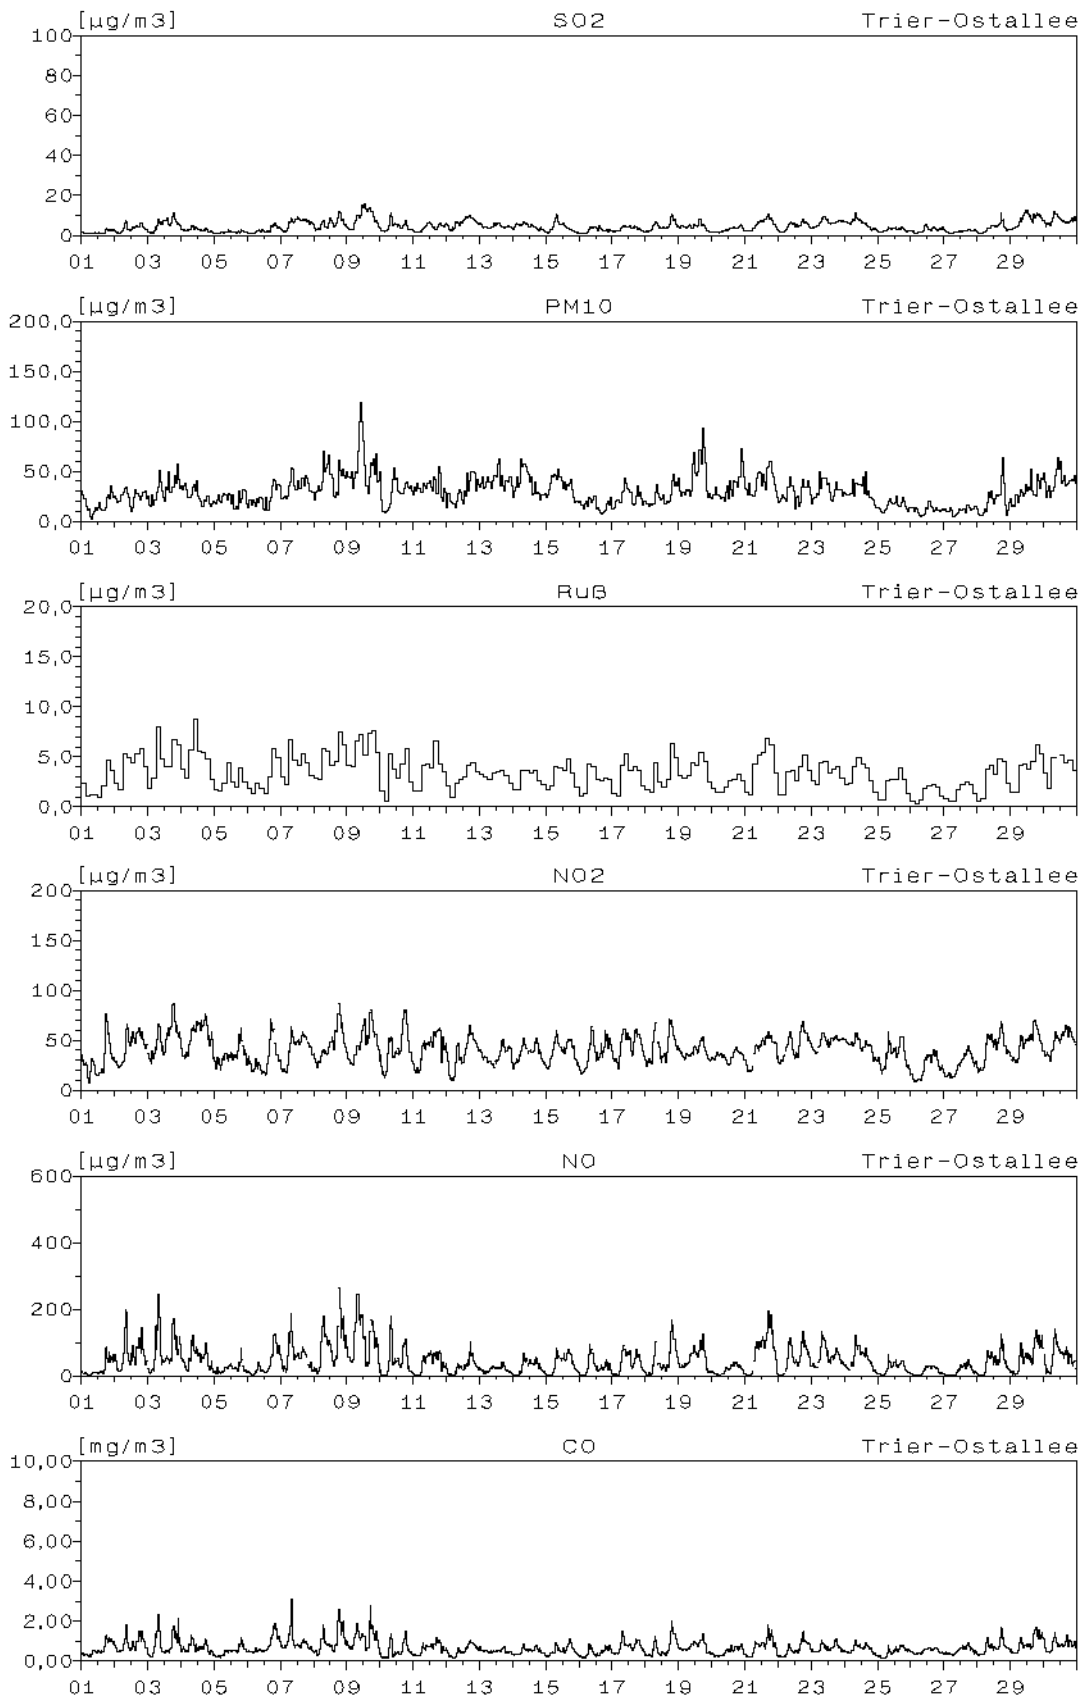 [µg/m3] SO2 Trier-Ostallee
100
80
60
40
20
0
01 03 05 07 09 11 13 15 17 19 21 23 25 27 29
[µg/m3] PM10 Trier-Ostallee
200,0
150,0
100,0
50,0
0,0
01 03 05 07 09 11 13 15 17 19 21 23 25 27 29
[µg/m3] Ruß Trier-Ostallee
20,0
15,0
10,0
5,0
0,0
01 03 05 07 09 11 13 15 17 19 21 23 25 27 29
[µg/m3] NO2 Trier-Ostallee
200
150
100
50
0
01 03 05 07 09 11 13 15 17 19 21 23 25 27 29
[µg/m3] NO Trier-Ostallee
600
400
200
0
01 03 05 07 09 11 13 15 17 19 21 23 25 27 29
[mg/m3] CO Trier-Ostallee
10,00
8,00
6,00
4,00
2,00
0,00
01 03 05 07 09 11 13 15 17 19 21 23 25 27 29